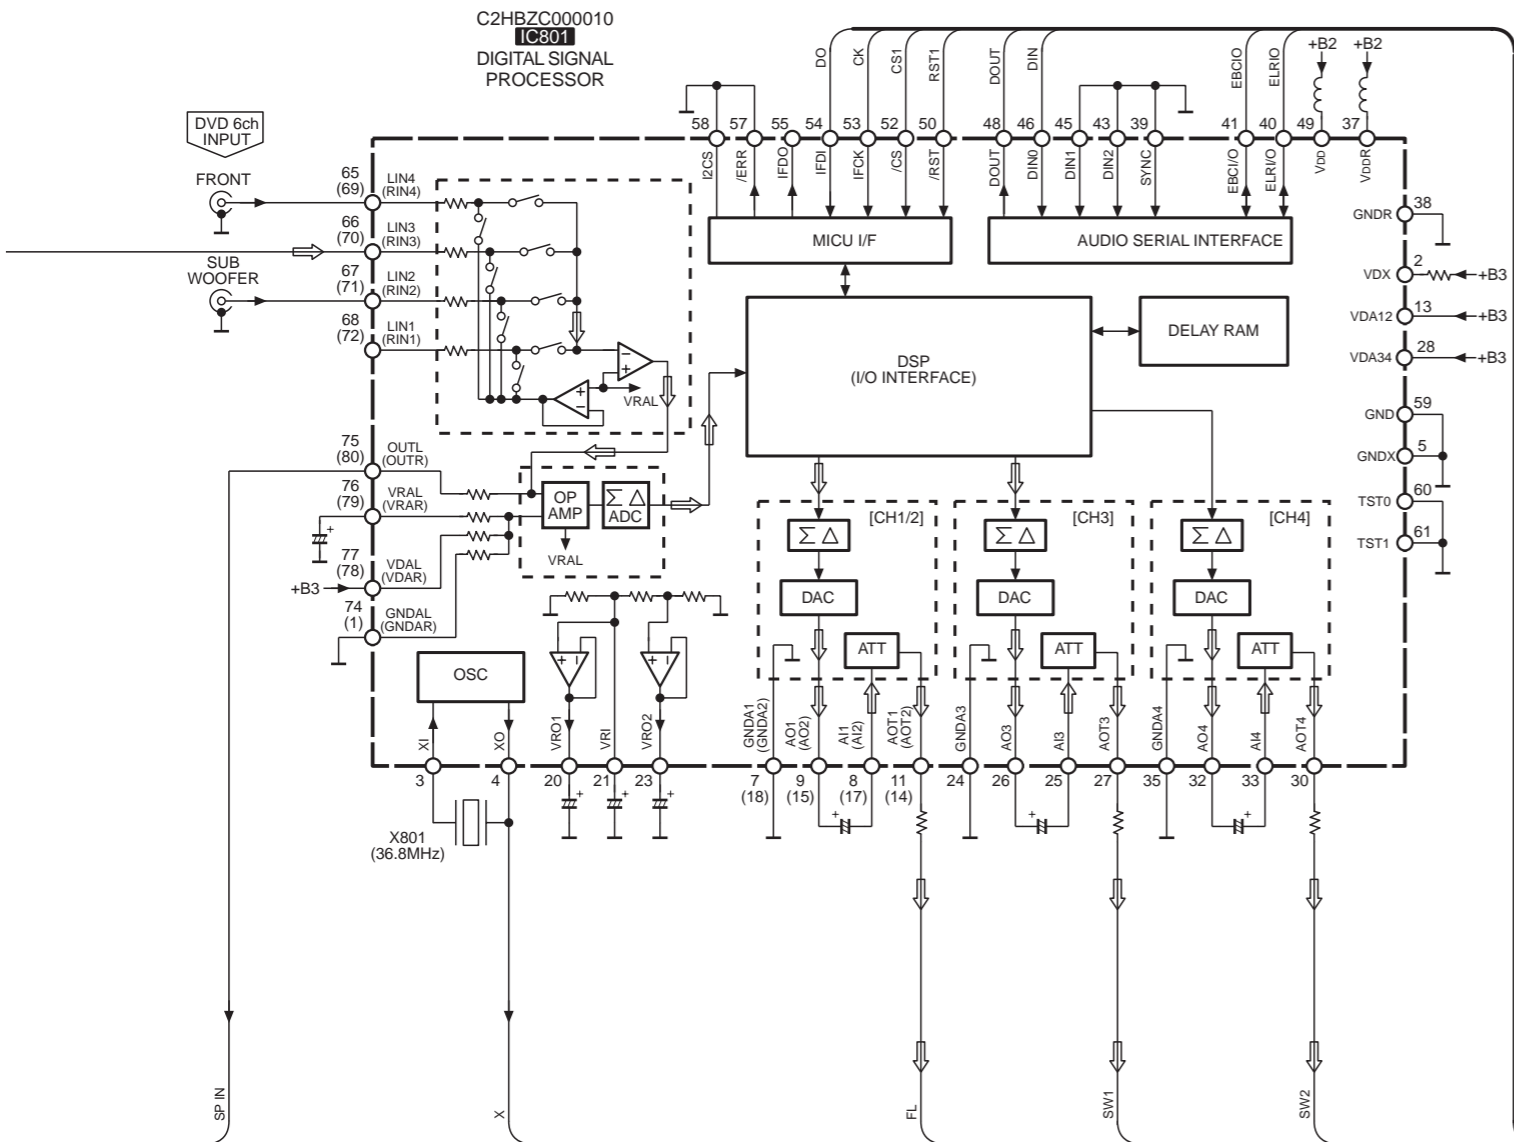 C2HBZC000010
IC801
DIGITAL SIGNAL
PROCESSOR
DO
CK
CS1
RST1
DOUT
DIN
EBCIO
ELRIO
+B2
+B2
DVD 6ch
INPUT
58
57
55
54
53
52
50
48
46
45
43
39
41
40
49
37
I2CS
/ERR
IFDO
IFDI
IFCK
/CS
/RST
DOUT
DIN0
DIN1
DIN2
SYNC
EBCI/O
ELRI/O
VDD
VDDR
FRONT
65
(69)
LIN4
(RIN4)
66
(70)
LIN3
(RIN3)
SUB
WOOFER
67
(71)
LIN2
(RIN2)
68
(72)
LIN1
(RIN1)
MICU I/F
AUDIO SERIAL INTERFACE
GNDR
38
VDX
2
+B3
VDA12
13
+B3
VDA34
28
+B3
DSP
(I/O INTERFACE)
DELAY RAM
VRAL
GND
59
GNDX
5
TST0
60
TST1
61
75
(80)
OUTL
(OUTR)
76
(79)
VRAL
(VRAR)
+
77
(78)
VDAL
(VDAR)
+B3
74
(1)
GNDAL
(GNDAR)
OP
AMP
Σ Δ
ADC
VRAL
[CH1/2]
[CH3]
[CH4]
Σ Δ
Σ Δ
Σ Δ
DAC
DAC
DAC
ATT
ATT
ATT
OSC
+ −
+ −
XI
XO
VRO1
VRI
VRO2
GNDA1
(GNDA2)
AO1
(AO2)
AI1
(AI2)
AOT1
(AOT2)
GNDA3
AO3
AI3
AOT3
GNDA4
AO4
AI4
AOT4
3
4
20
21
23
7
(18)
9
(15)
8
(17)
11
(14)
24
26
25
27
35
32
33
30
+
+
+
+
+
+
X801
(36.8MHz)
SP IN
X
FL
SW1
SW2